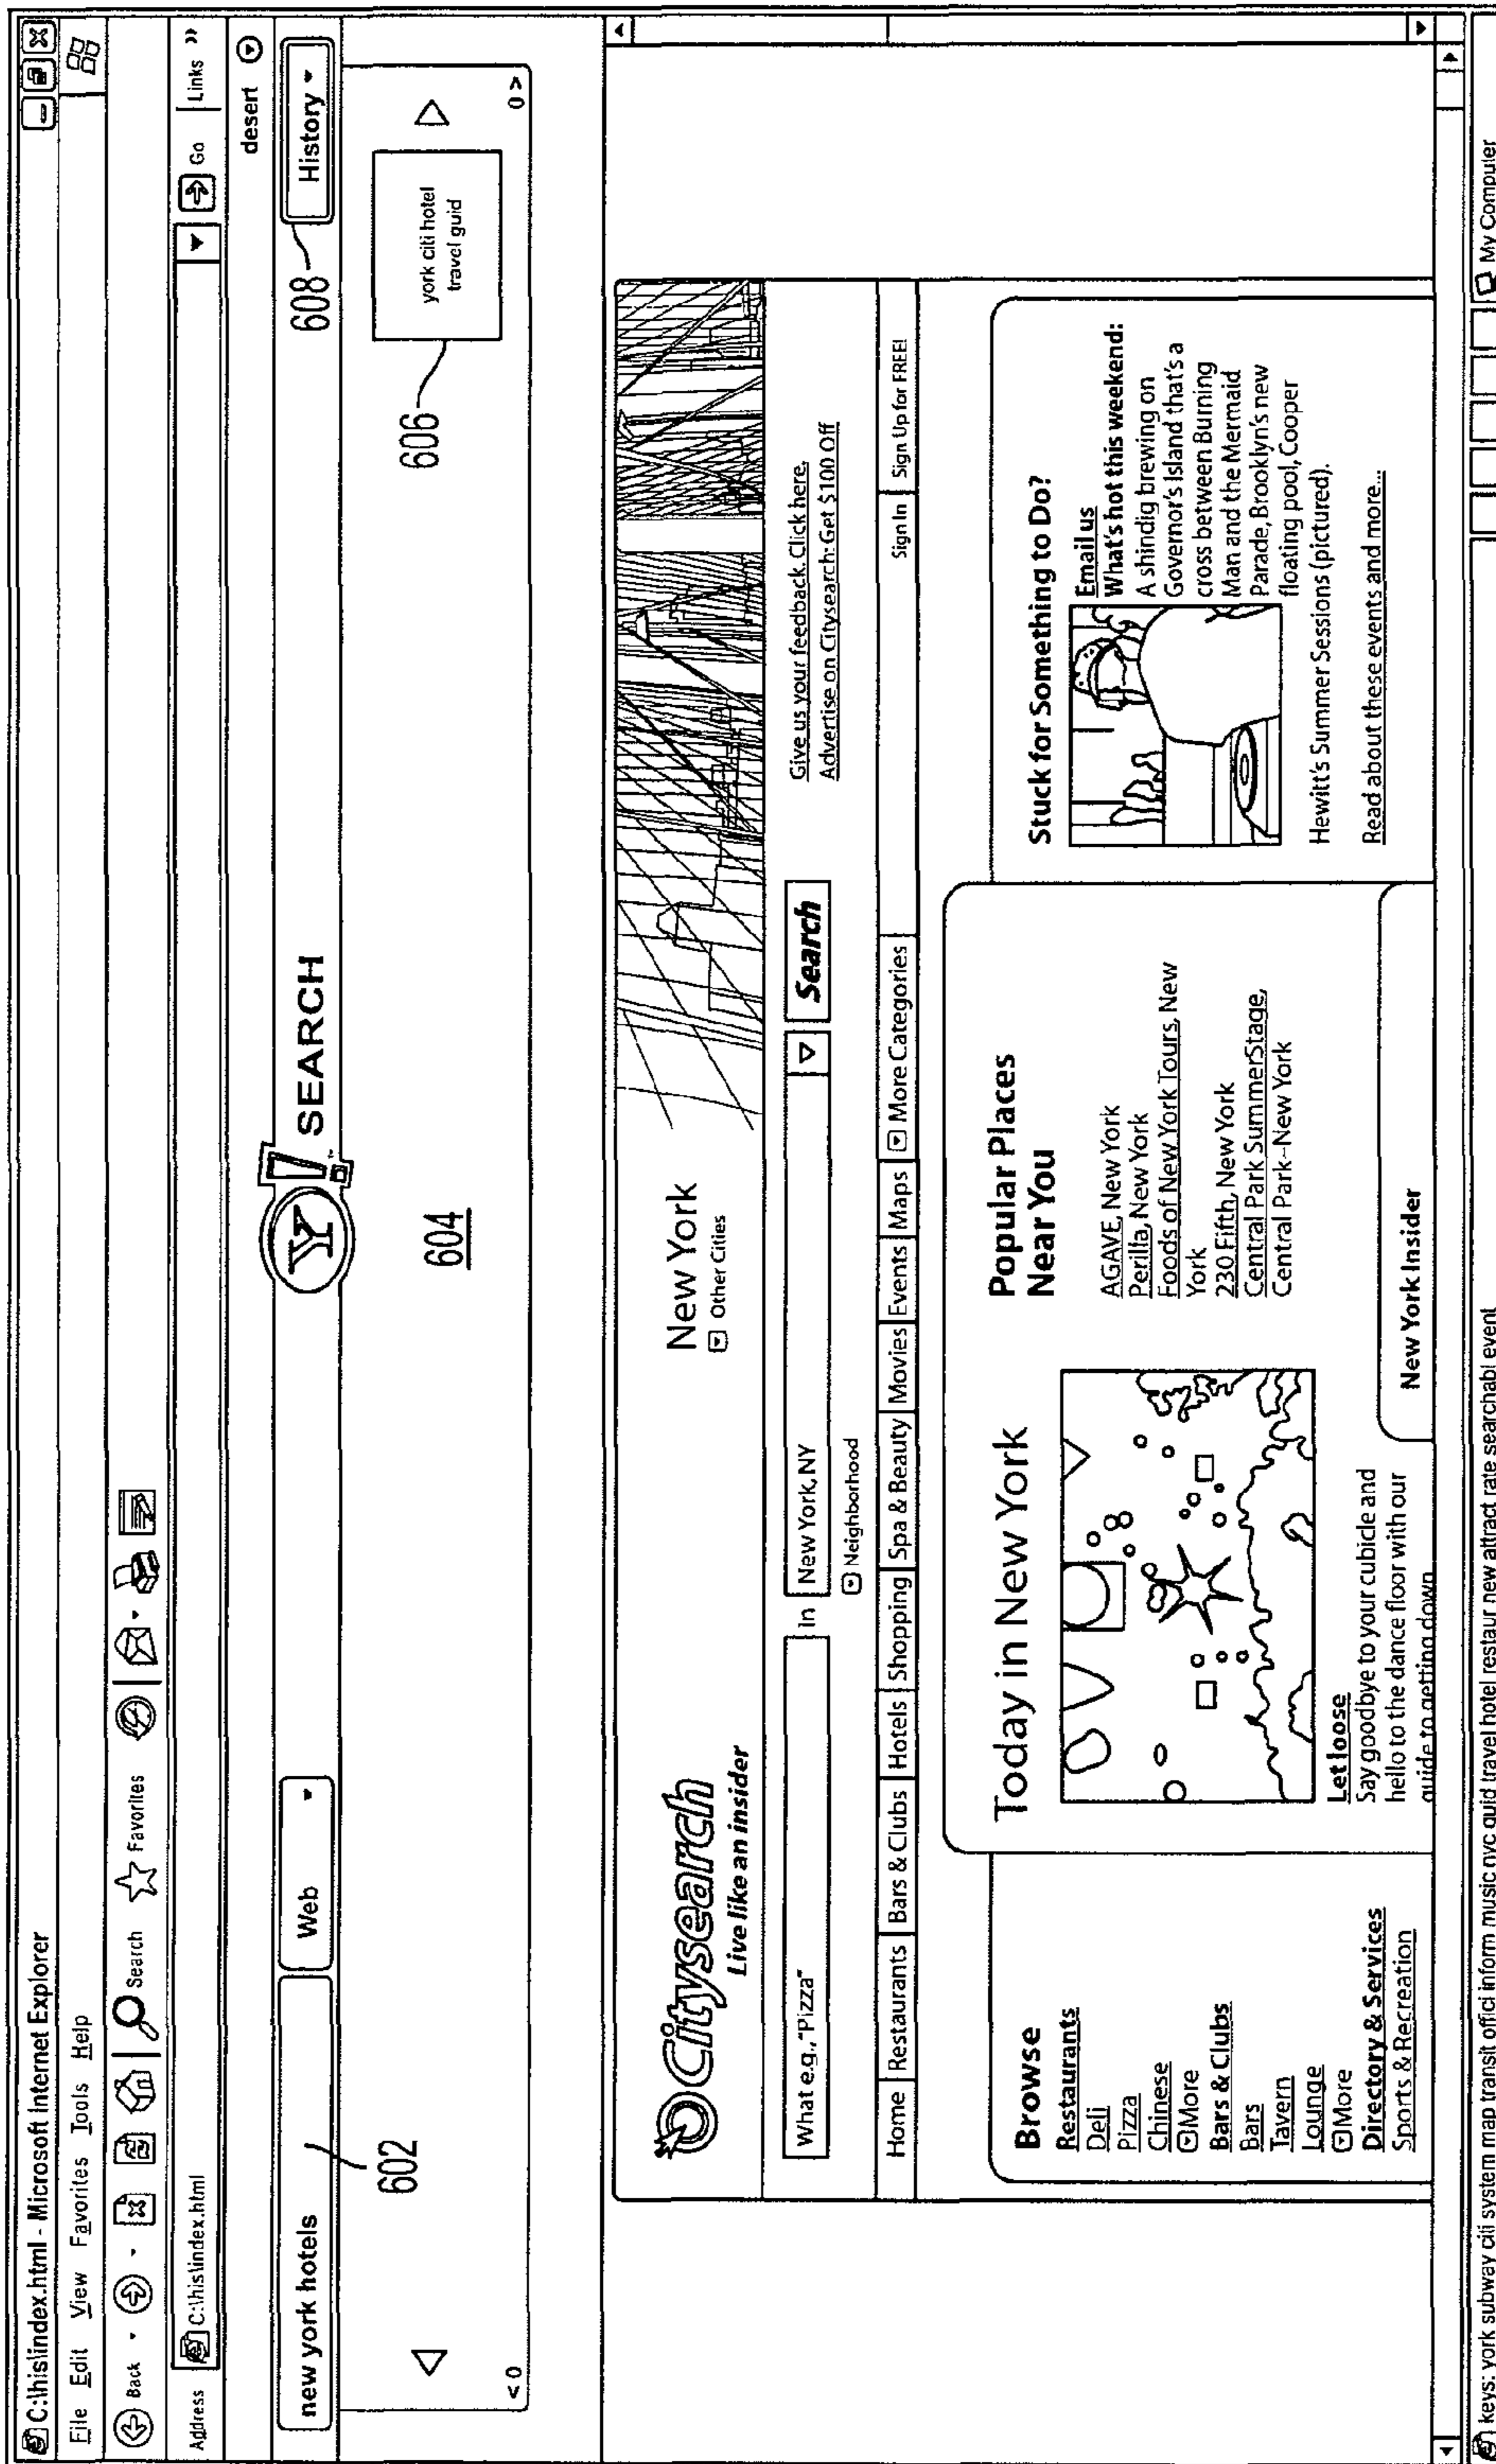 C:\his\index.html - Microsoft Internet Explorer
File Edit View Favorites Tools Help
Back Search Favorites
Address C:\his\index.html Go Links »
desert
new york hotels Web Y! SEARCH 608 History
602
604
606
york citi hotel
travel guid
< 0 0 >
Citysearch
Live like an insider
New York
Other Cities
What e.g., "Pizza" In New York, NY Search
Neighborhood
Give us your feedback. Click here.
Advertise on Citysearch: Get $100 Off
Home Restaurants Bars & Clubs Hotels Shopping Spa & Beauty Movies Events Maps More Categories Sign In Sign Up for FREE!
Browse
Restaurants
Deli
Pizza
Chinese
More
Bars & Clubs
Bars
Tavern
Lounge
More
Directory & Services
Sports & Recreation
Today in New York
Let loose
Say goodbye to your cubicle and
hello to the dance floor with our
guide to getting down
Popular Places
Near You
AGAVE, New York
Perilla, New York
Foods of New York Tours, New
York
230 Fifth, New York
Central Park SummerStage,
Central Park--New York
New York Insider
Stuck for Something to Do?
Email us
What's hot this weekend:
A shindig brewing on
Governor's Island that's a
cross between Burning
Man and the Mermaid
Parade, Brooklyn's new
floating pool, Cooper
Hewitt's Summer Sessions (pictured).
Read about these events and more...
keys: york subway citi system map transit offici inform music nyc guid travel hotel restaur new attract rate searchabl event My Computer